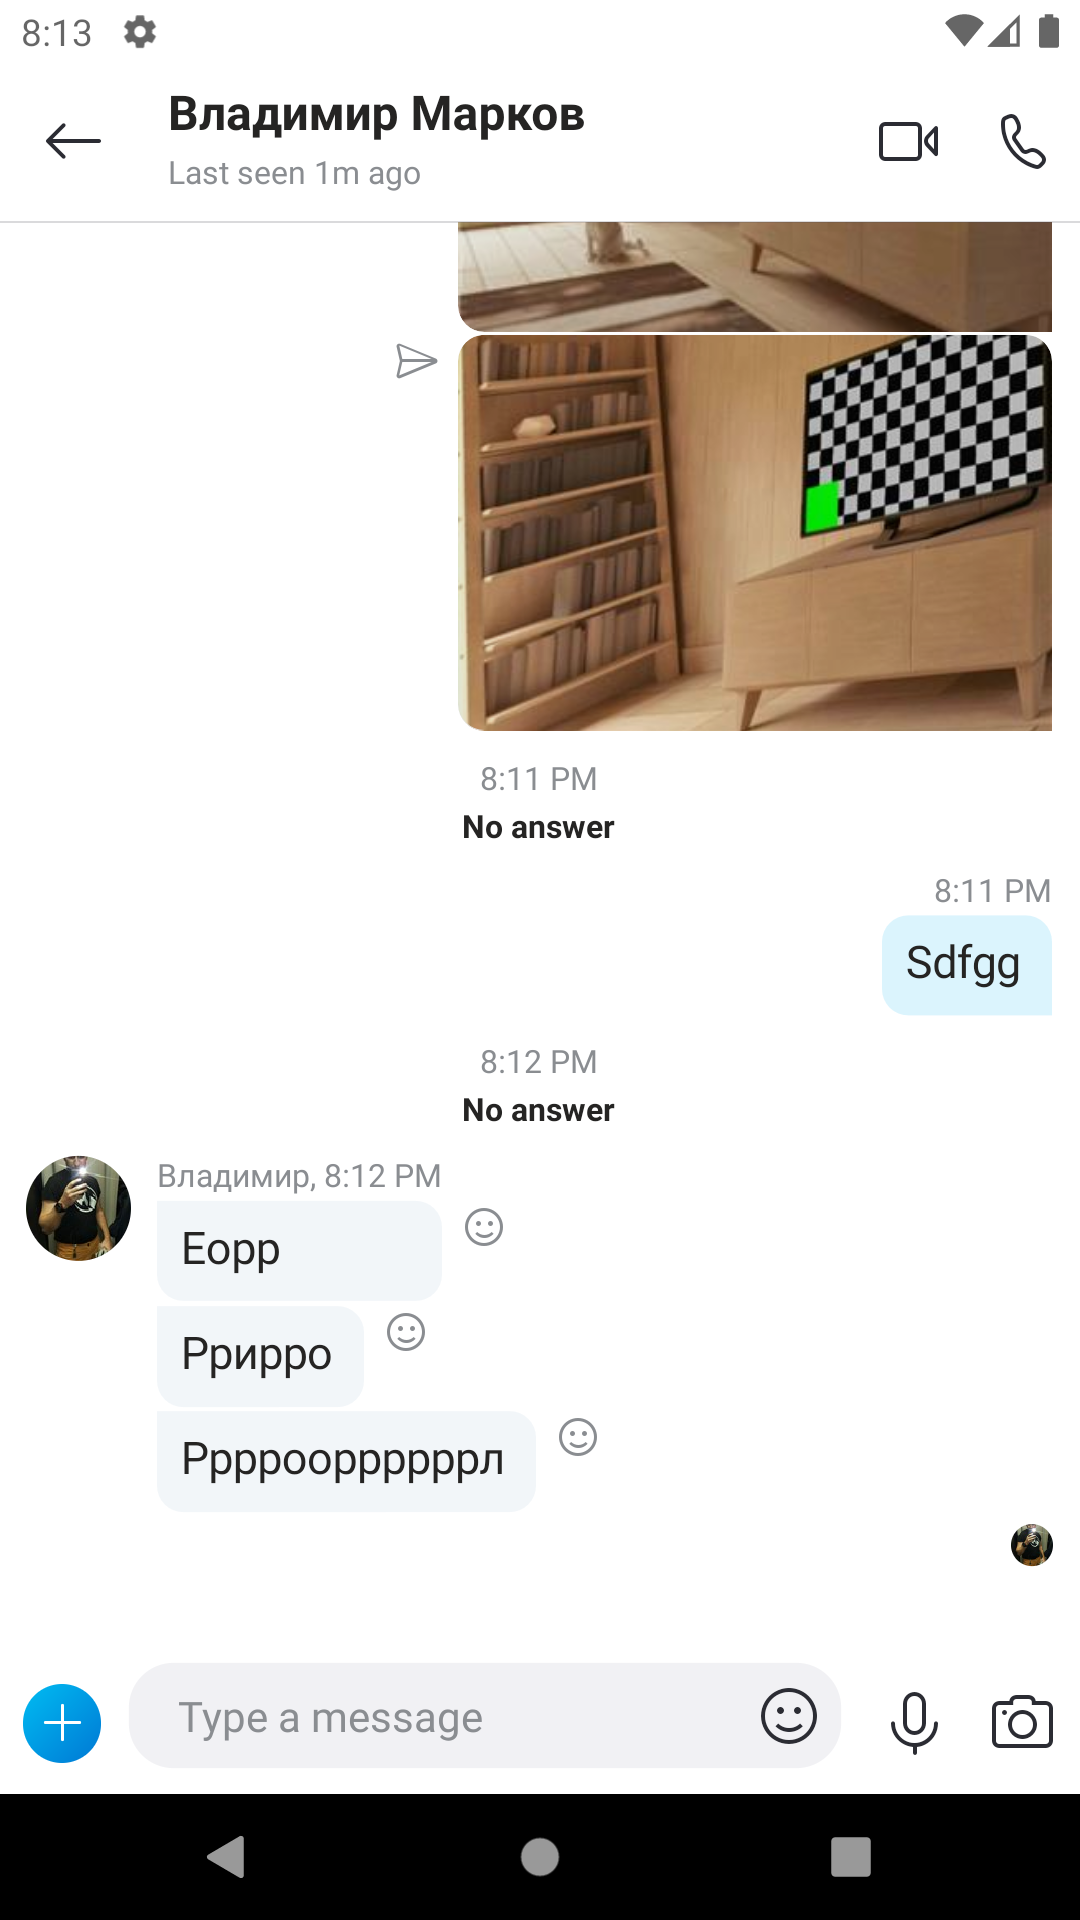 8:13
Владимир Марков
Last seen 1m ago
8:11 PM
No answer
8:11 PM
Sdfgg
8:12 PM
No answer
Владимир, 8:12 PM
Еорр
Ррирро
Ррррооррррррл
Type a message